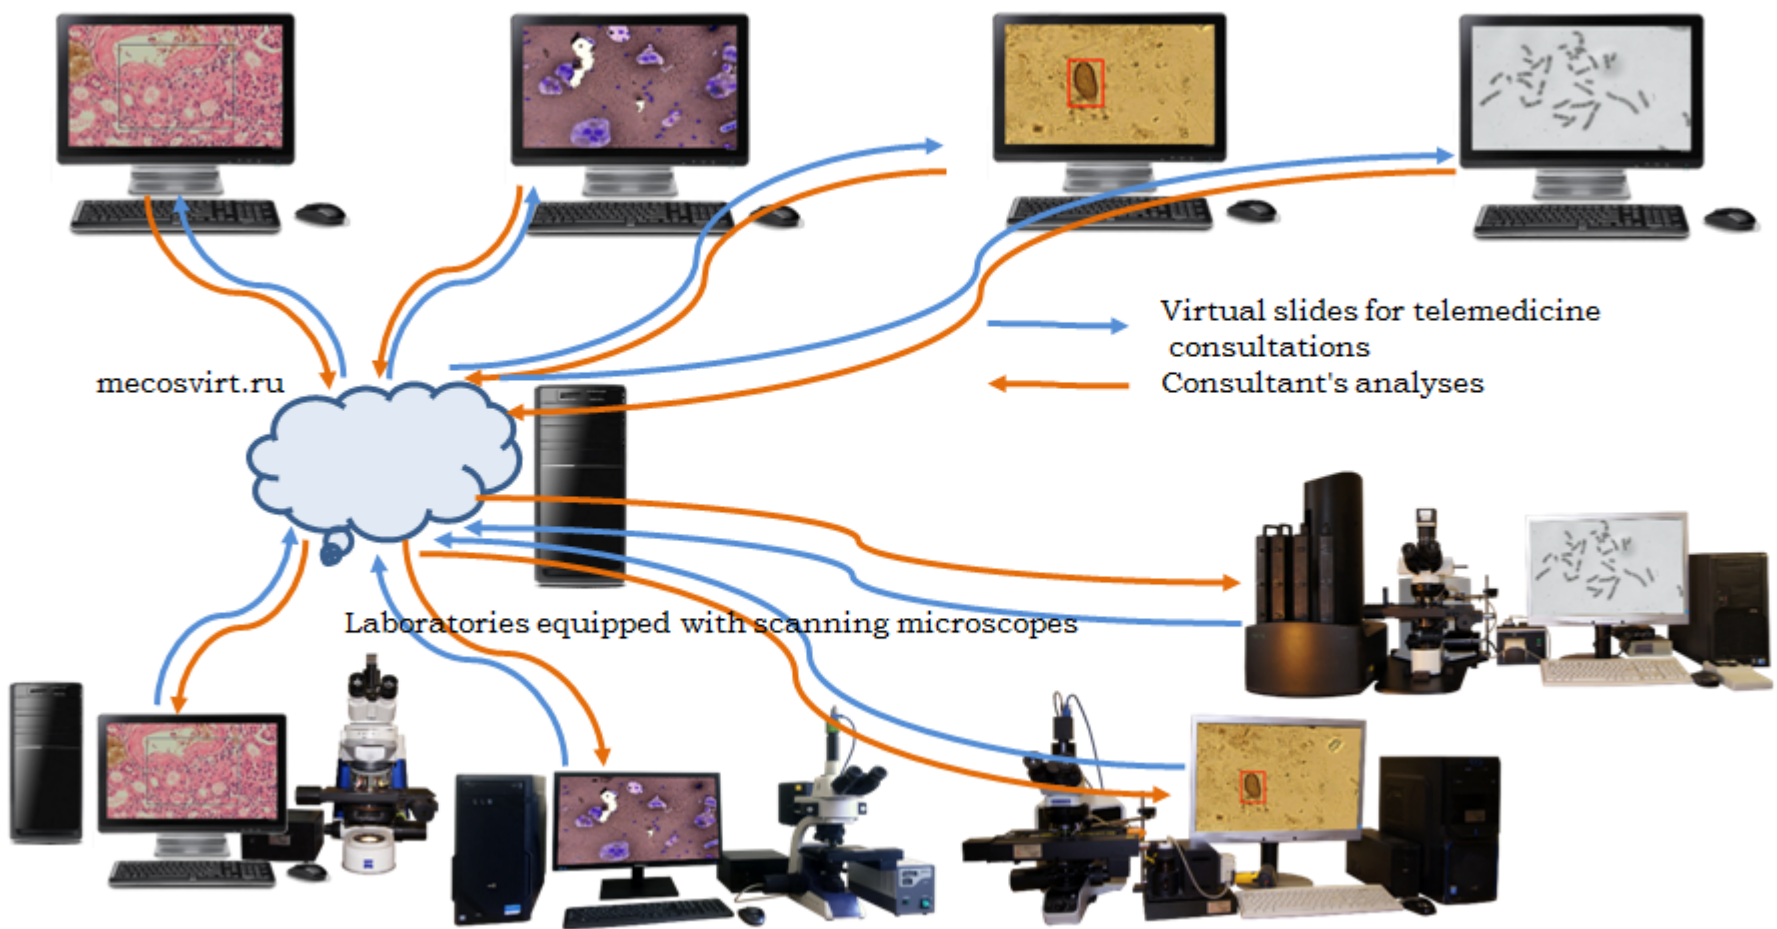 Virtual slides for telemedicine
consultations
mecosvirt.ru
Consultant's analyses
Laboratories equipped with scanning microscopes